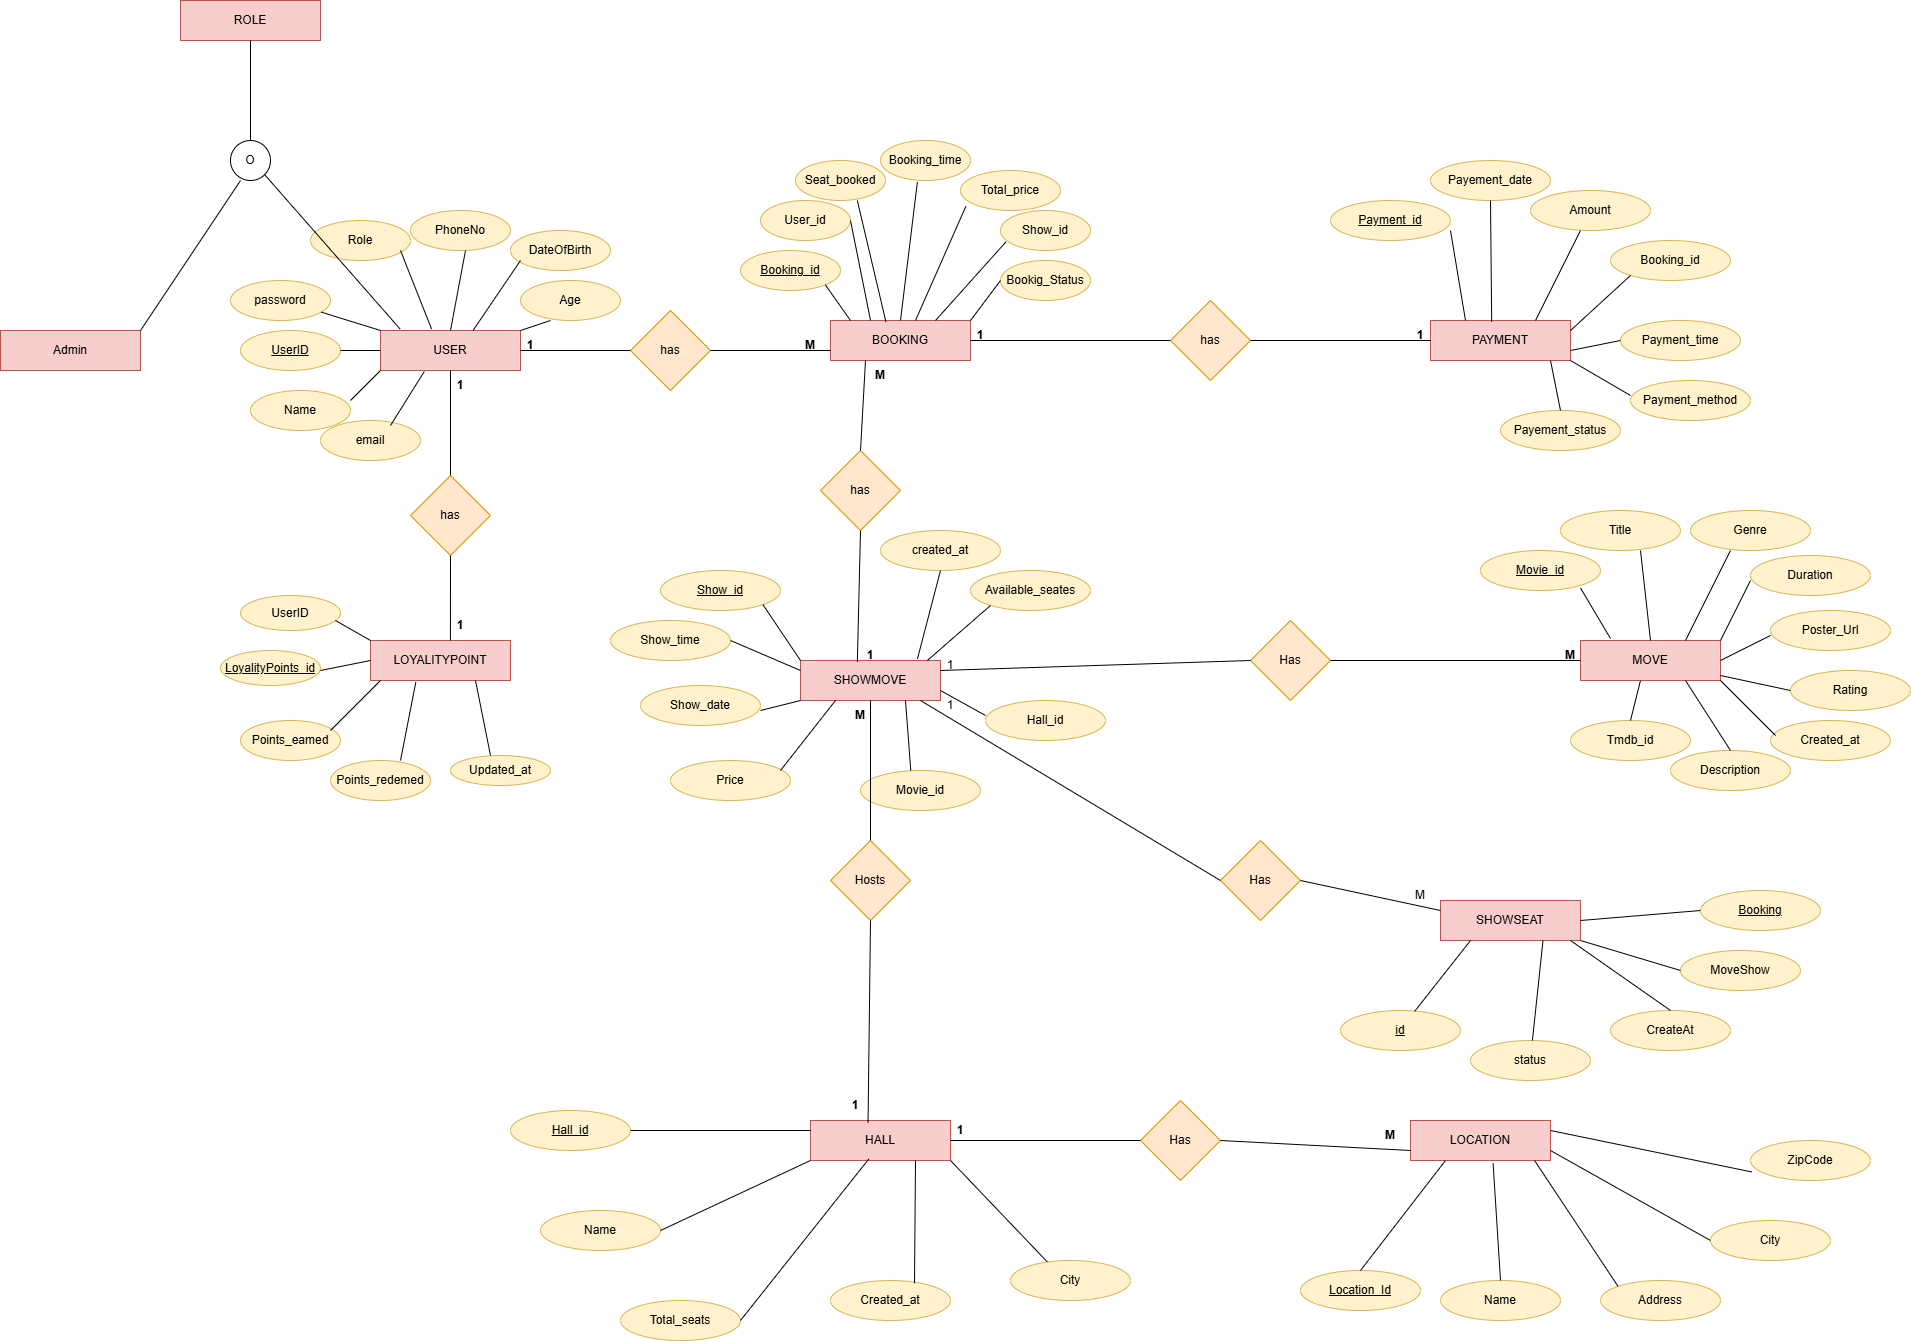 ROLE
O
Admin
Role
PhoneNo
DateOfBirth
password
Age
UserID
USER
1
has
M
Name
email
1
has
1
UserID
LOYALITYPOINT
LoyalityPoints_id
Points_eamed
Points_redemed
Updated_at
Booking_time
Seat_booked
Total_price
User_id
Show_id
Booking_id
Bookig_Status
BOOKING
1
has
1
M
has
Payement_date
Payment_id
Amount
Booking_id
PAYMENT
Payment_time
Payment_method
Payement_status
created_at
Show_id
Available_seates
Show_time
1
SHOWMOVE
1
Show_date
M
1
Hall_id
Price
Movie_id
Has
M
Title
Genre
Movie_id
Duration
Poster_Url
MOVE
Rating
Tmdb_id
Created_at
Description
Hosts
Has
M
SHOWSEAT
Booking
MoveShow
id
CreateAt
status
1
Hall_id
HALL
1
Has
M
LOCATION
ZipCode
Name
City
Total_seats
Created_at
City
Location_Id
Name
Address